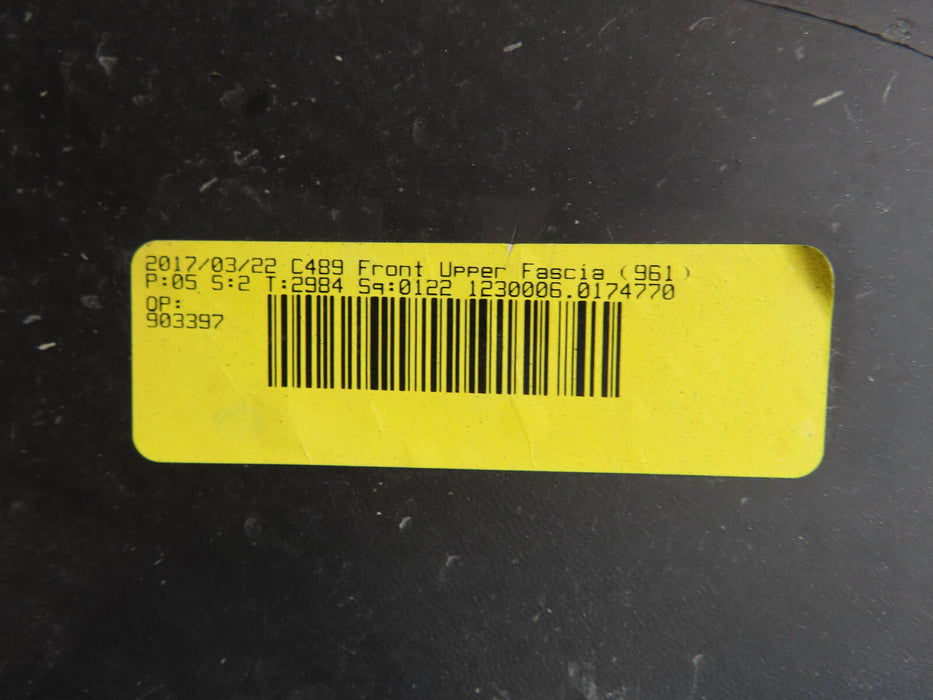 2017/03/22 C489 Front Upper Fascia (961)
P:05 S:2 T:2984 Sq:0122 1230006.0174770
OP:
903397